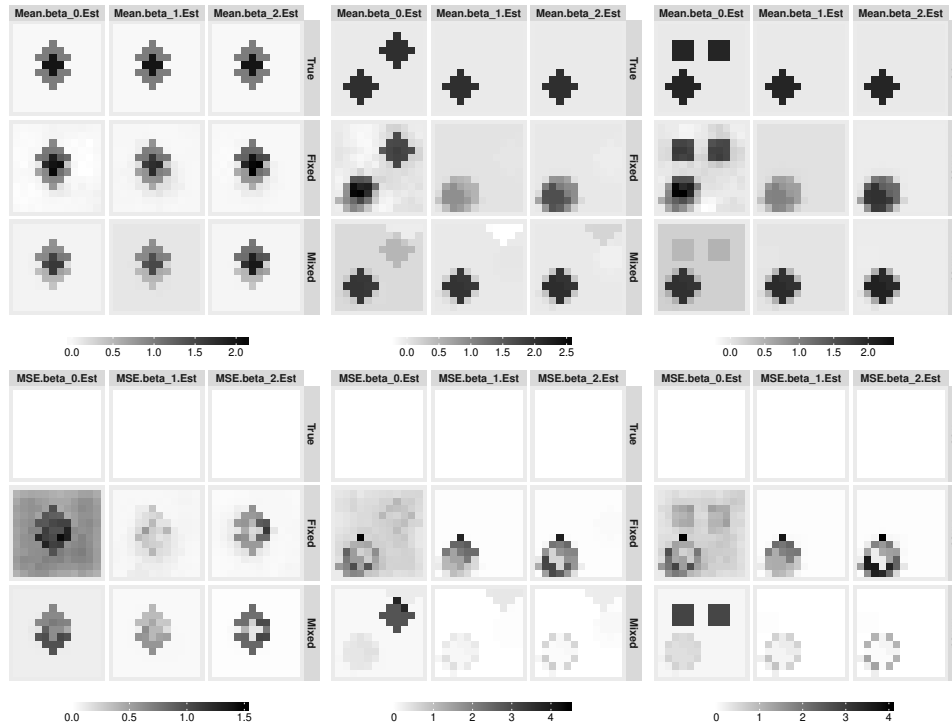 Mean.beta_0.Est Mean.beta_1.Est Mean.beta_2.Est
True
Fixed
Mixed
0.0 0.5 1.0 1.5 2.0
Mean.beta_0.Est Mean.beta_1.Est Mean.beta_2.Est
True
Fixed
Mixed
0.0 0.5 1.0 1.5 2.0 2.5
Mean.beta_0.Est Mean.beta_1.Est Mean.beta_2.Est
0.0 0.5 1.0 1.5 2.0
MSE.beta_0.Est MSE.beta_1.Est MSE.beta_2.Est
True
Fixed
Mixed
0.0 0.5 1.0 1.5
MSE.beta_0.Est MSE.beta_1.Est MSE.beta_2.Est
True
Fixed
Mixed
0 1 2 3 4
MSE.beta_0.Est MSE.beta_1.Est MSE.beta_2.Est
0 1 2 3 4